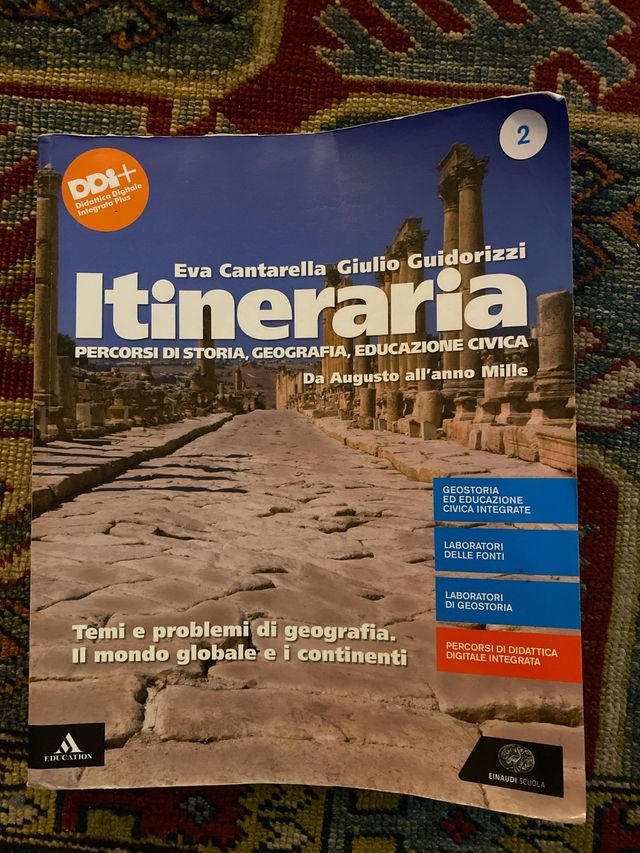 2
DDi+
Didattica Digitale
Integrata Plus
Eva Cantarella Giulio Guidorizzi
Itineraria
PERCORSI DI STORIA, GEOGRAFIA, EDUCAZIONE CIVICA
Da Augusto all'anno Mille
GEOSTORIA
ED EDUCAZIONE
CIVICA INTEGRATE
LABORATORI
DELLE FONTI
LABORATORI
DI GEOSTORIA
PERCORSI DI DIDATTICA
DIGITALE INTEGRATA
Temi e problemi di geografia.
Il mondo globale e i continenti
EDUCATION
EINAUDI SCUOLA